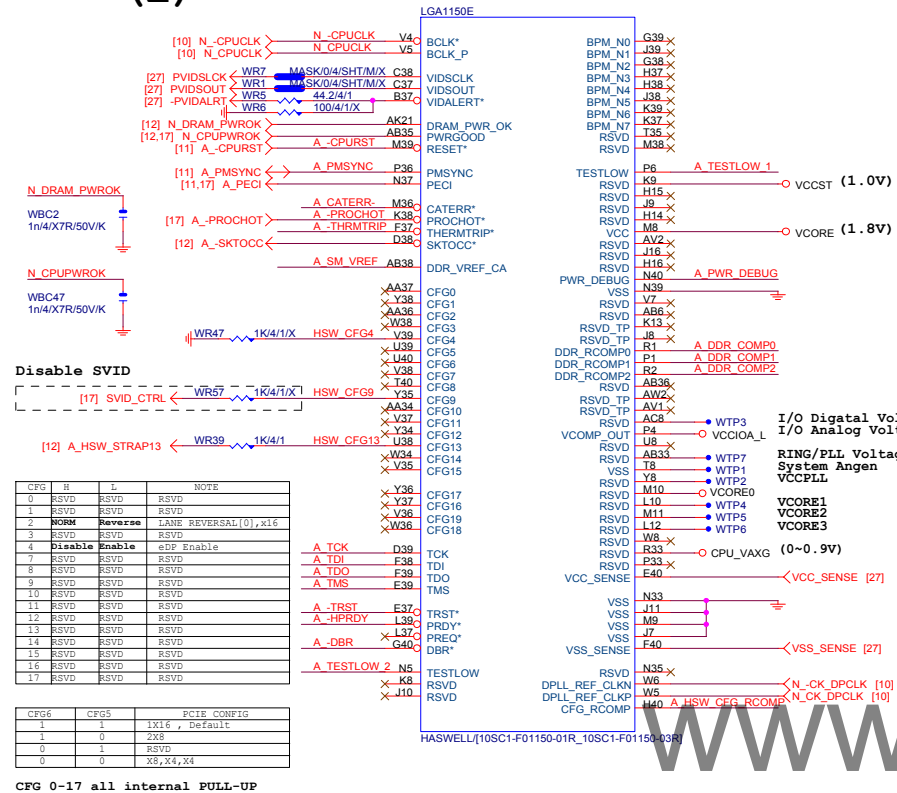 LGA1150E
[10] N_-CPUCLK N_-CPUCLK V4 BCLK*
[10] N_CPUCLK N_CPUCLK V5 BCLK_P
[27] PVIDSLCK WR7 MASK/0/4/SHT/M/X C38 VIDSCLK
[27] PVIDSOUT WR1 MASK/0/4/SHT/M/X C37 VIDSOUT
[27] -PVIDALRT WR5 44.2/4/1 B37 VIDALERT*
WR6 100/4/1/X
[12] N_DRAM_PWROK AK21 DRAM_PWR_OK
[12,17] N_CPUPWROK AB35 PWRGOOD
[11] A_-CPURST A_-CPURST M39 RESET*
[11] A_PMSYNC A_PMSYNC P36 PMSYNC
[11,17] A_PECI N37 PECI
A_CATERR- M36 CATERR*
[17] A_-PROCHOT A_-PROCHOT K38 PROCHOT*
A_-THRMTRIP F37 THERMTRIP*
[12] A_-SKTOCC D38 SKTOCC*
A_SM_VREF AB38 DDR_VREF_CA
AA37 CFG0
Y38 CFG1
AA36 CFG2
W38 CFG3
WR47 1K/4/1/X HSW_CFG4 V39 CFG4
U39 CFG5
U40 CFG6
V38 CFG7
T40 CFG8
[17] SVID_CTRL WR57 1K/4/1/X HSW_CFG9 Y35 CFG9
AA34 CFG10
V37 CFG11
Y34 CFG12
[12] A_HSW_STRAP13 WR39 1K/4/1 HSW_CFG13 U38 CFG13
W34 CFG14
V35 CFG15
Y36 CFG17
Y37 CFG16
V36 CFG19
W36 CFG18
A_TCK D39 TCK
A_TDI F38 TDI
A_TDO F39 TDO
A_TMS E39 TMS
A_-TRST E37 TRST*
A_-HPRDY L39 PRDY*
L37 PREQ*
A_-DBR G40 DBR*
A_TESTLOW_2 N5 TESTLOW
K8 RSVD
J10 RSVD
N_DRAM_PWROK
WBC2
1n/4/X7R/50V/K
N_CPUPWROK
WBC47
1n/4/X7R/50V/K
Disable SVID
BPM_N0 G39
BPM_N1 J39
BPM_N2 G38
BPM_N3 H37
BPM_N4 H38
BPM_N5 J38
BPM_N6 K39
BPM_N7 K37
RSVD T35
RSVD M38
TESTLOW P6 A_TESTLOW_1
RSVD K9 VCCST (1.0V)
RSVD H15
RSVD J9
RSVD H14
VCC M8 VCORE (1.8V)
RSVD AV2
RSVD J16
RSVD H16
PWR_DEBUG N40 A_PWR_DEBUG
VSS N39
RSVD V7
RSVD AB6
RSVD_TP K13
RSVD_TP J8
DDR_RCOMP0 R1 A_DDR_COMP0
DDR_RCOMP1 P1 A_DDR_COMP1
DDR_RCOMP2 R2 A_DDR_COMP2
RSVD AB36
RSVD_TP AW2
RSVD_TP AV1
RSVD AC8 WTP3 I/O Digatal Vol
VCOMP_OUT P4 VCCIOA_L I/O Analog Volt
RSVD U8
RSVD AB33 WTP7 RING/PLL Voltag
VSS T8 WTP1 System Angen
RSVD Y8 WTP2 VCCPLL
RSVD M10 VCORE0
RSVD L10 WTP4 VCORE1
RSVD M11 WTP5 VCORE2
RSVD L12 WTP6 VCORE3
RSVD W8
RSVD R33 CPU_VAXG (0~0.9V)
RSVD P33
VCC_SENSE E40 VCC_SENSE [27]
VSS N33
VSS J11
VSS M9
VSS J7
VSS_SENSE F40 VSS_SENSE [27]
RSVD N35
DPLL_REF_CLKN W6 N_-CK_DPCLK [10]
DPLL_REF_CLKP W5 N_CK_DPCLK [10]
CFG_RCOMP H40 A_HSW_CFG_RCOMP
HASWELL/[10SC1-F01150-01R_10SC1-F01150-03R]
CFG H L NOTE
0 RSVD RSVD RSVD
1 RSVD RSVD RSVD
2 NORM Reverse LANE REVERSAL[0],x16
3 RSVD RSVD RSVD
4 Disable Enable eDP Enable
7 RSVD RSVD RSVD
8 RSVD RSVD RSVD
9 RSVD RSVD RSVD
10 RSVD RSVD RSVD
11 RSVD RSVD RSVD
12 RSVD RSVD RSVD
13 RSVD RSVD RSVD
14 RSVD RSVD RSVD
15 RSVD RSVD RSVD
16 RSVD RSVD RSVD
17 RSVD RSVD RSVD
CFG6 CFG5 PCIE CONFIG
1 1 1X16 , Default
1 0 2X8
0 1 RSVD
0 0 X8,X4,X4
CFG 0-17 all internal PULL-UP
www